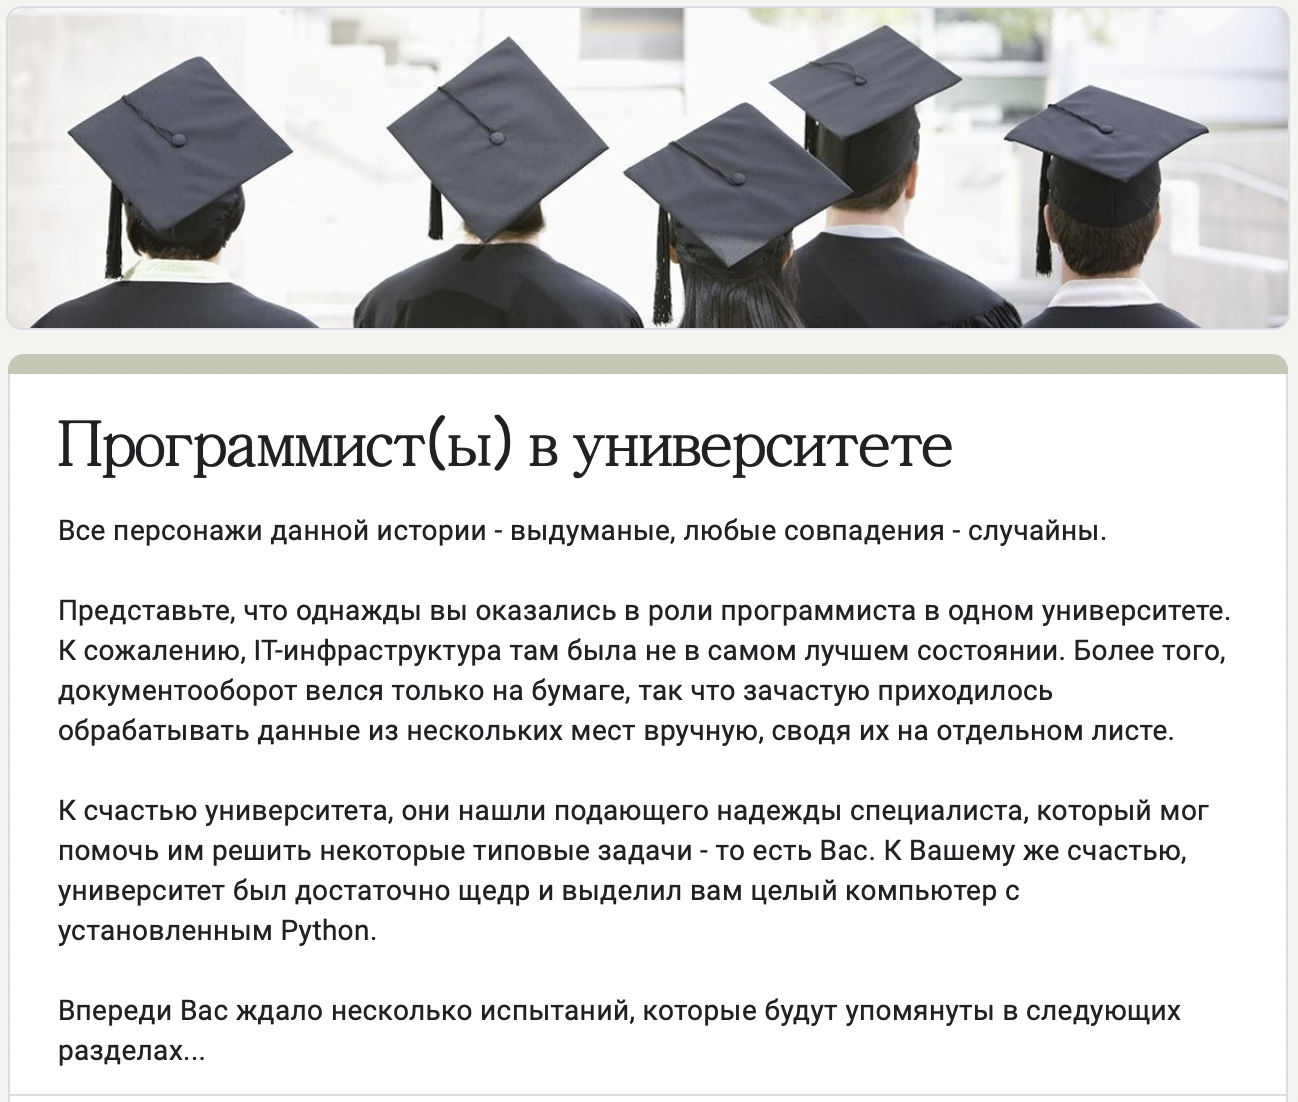 Программист(ы) в университете
Все персонажи данной истории - выдуманые, любые совпадения - случайны.
Представьте, что однажды вы оказались в роли программиста в одном университете.
К сожалению, IT-инфраструктура там была не в самом лучшем состоянии. Более того,
документооборот велся только на бумаге, так что зачастую приходилось
обрабатывать данные из нескольких мест вручную, сводя их на отдельном листе.
К счастью университета, они нашли подающего надежды специалиста, который мог
помочь им решить некоторые типовые задачи - то есть Вас. К Вашему же счастью,
университет был достаточно щедр и выделил вам целый компьютер с
установленным Python.
Впереди Вас ждало несколько испытаний, которые будут упомянуты в следующих
разделах...